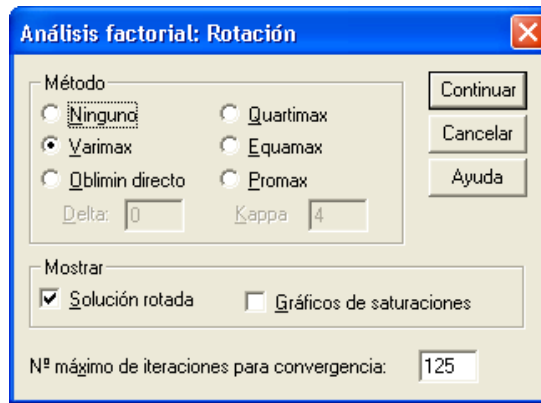 Análisis factorial: Rotación
Método
Ninguno
Quartimax
Varimax
Equamax
Oblimin directo
Promax
Delta: 0
Kappa 4
Continuar
Cancelar
Ayuda
Mostrar
Solución rotada
Gráficos de saturaciones
Nº máximo de iteraciones para convergencia: 125